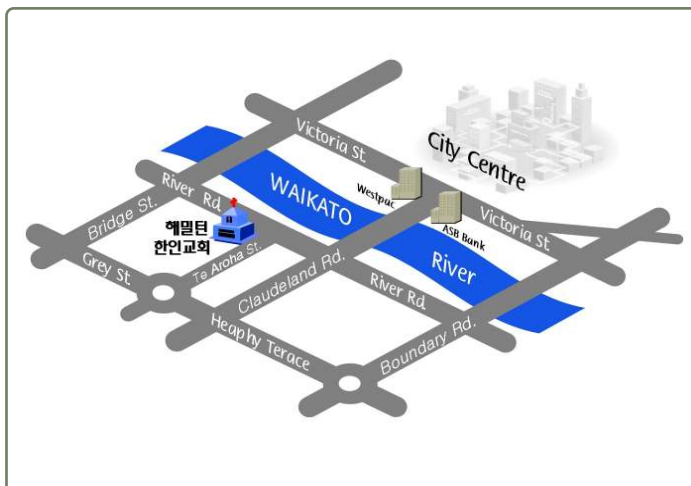 Victoria St.
City Centre
Westpac
ASB Bank
Victoria St.
WAIKATO
River
River Rd.
Bridge St.
해밀턴
한인교회
Te Aroha St.
Grey St.
Claudeland Rd.
River Rd.
Heaphy Terrace
Boundary Rd.